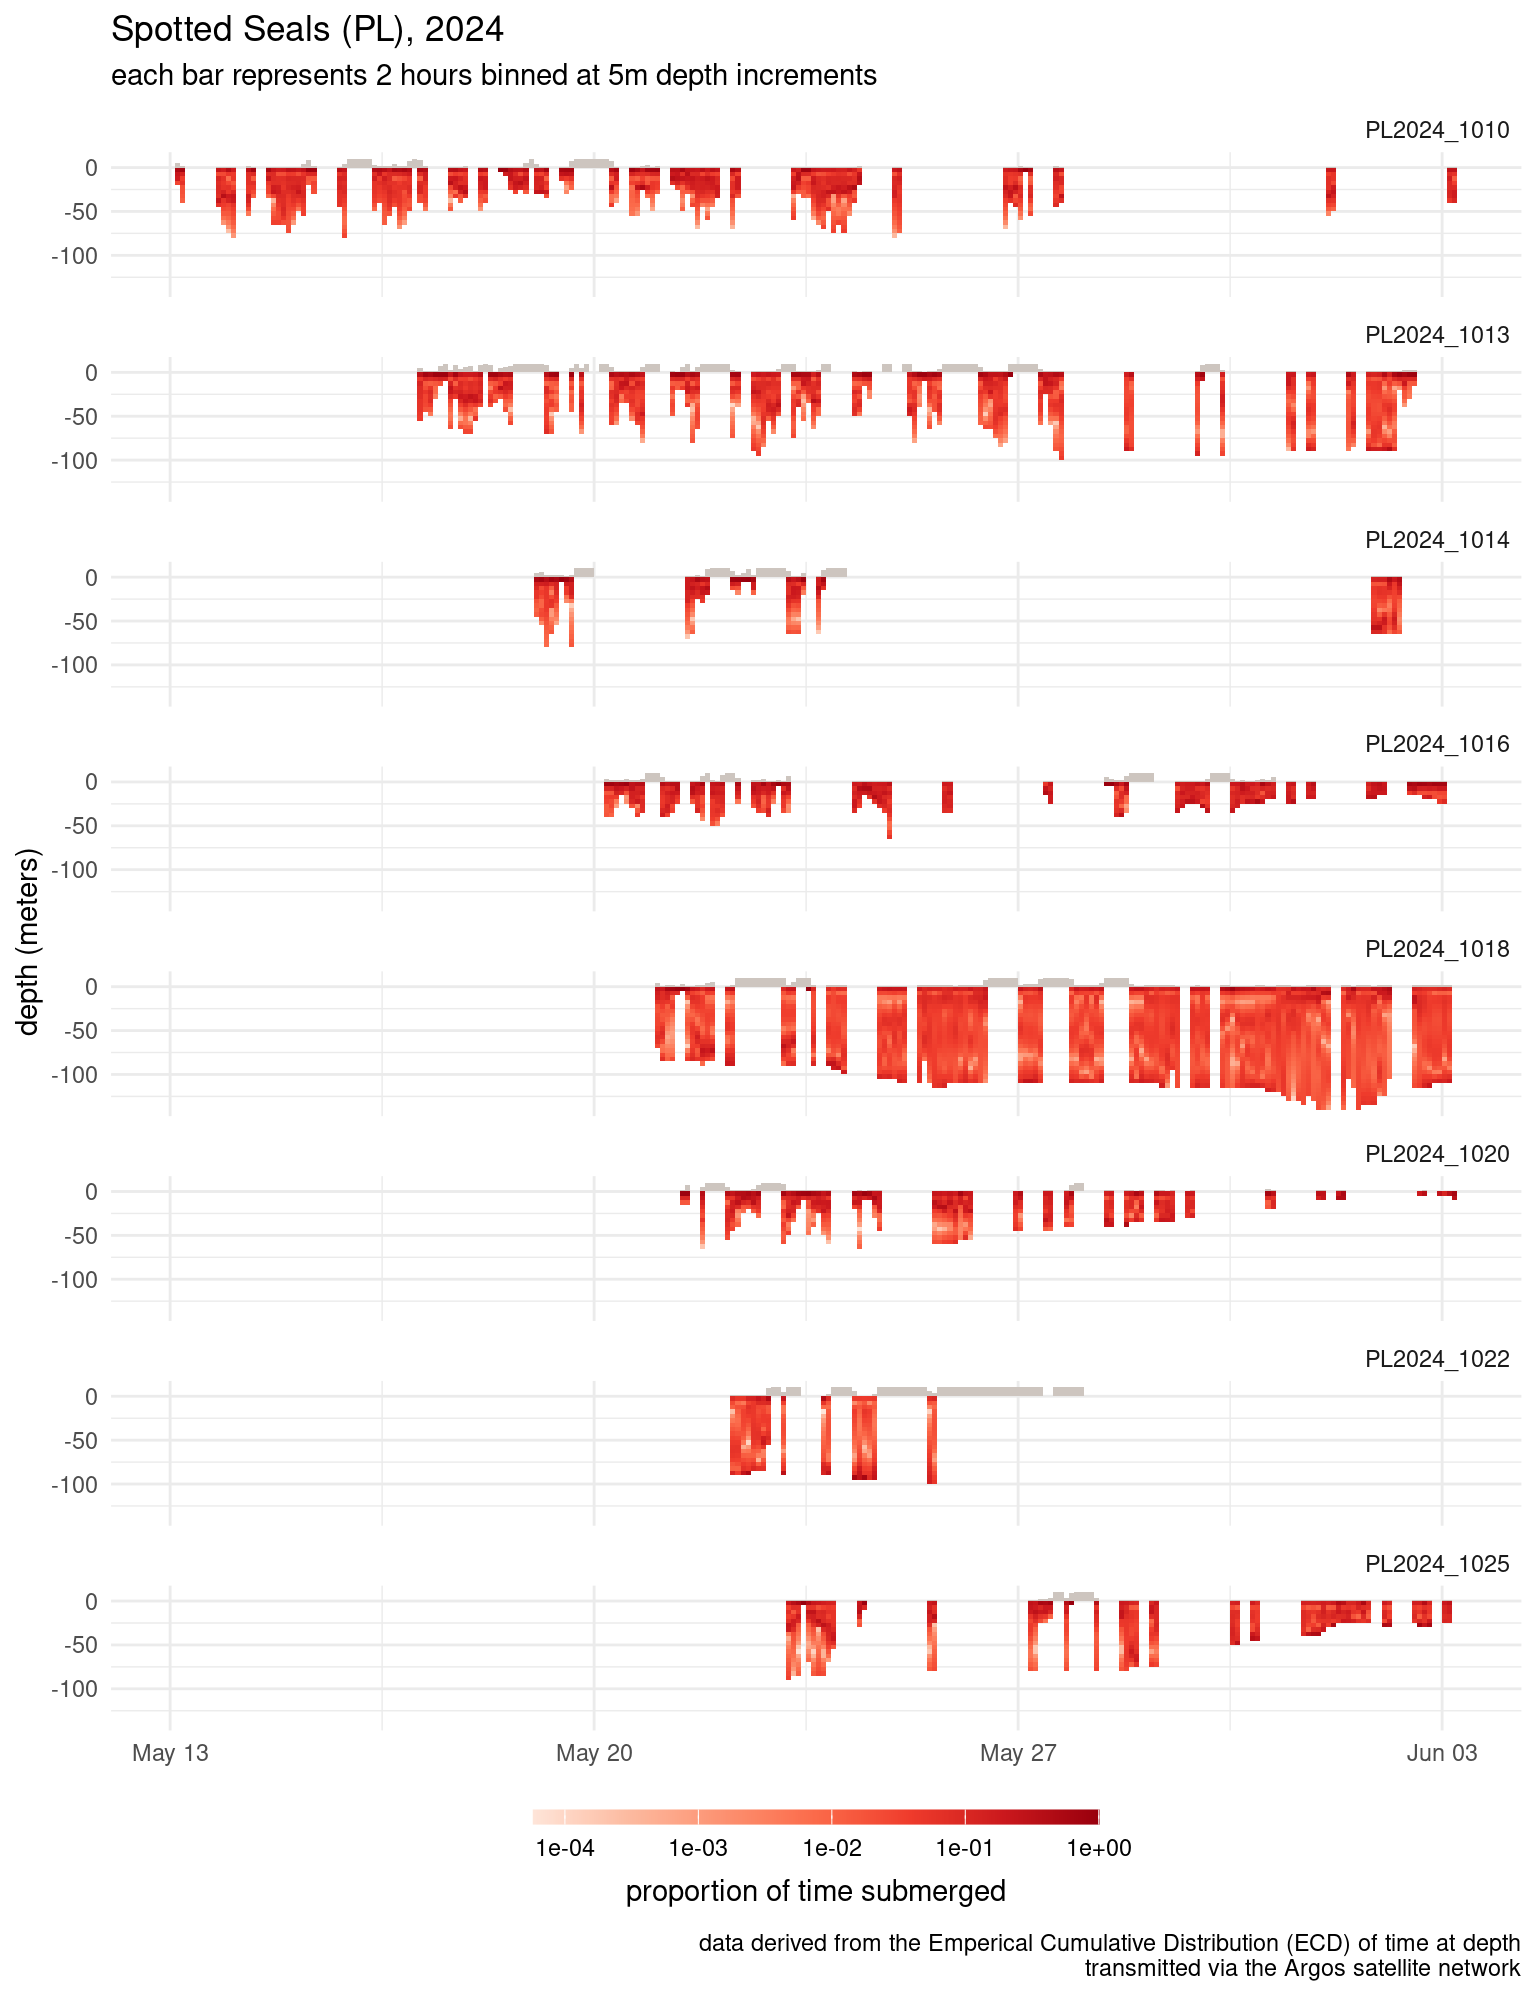 Spotted Seals (PL), 2024
each bar represents 2 hours binned at 5m depth increments
PL2024_1010
0
-50
-100
PL2024_1013
0
-50
-100
PL2024_1014
0
-50
-100
PL2024_1016
0
-50
-100
depth (meters)
PL2024_1018
0
-50
-100
PL2024_1020
0
-50
-100
PL2024_1022
0
-50
-100
PL2024_1025
0
-50
-100
May 13 May 20 May 27 Jun 03
1e-04 1e-03 1e-02 1e-01 1e+00
proportion of time submerged
data derived from the Emperical Cumulative Distribution (ECD) of time at depth
transmitted via the Argos satellite network